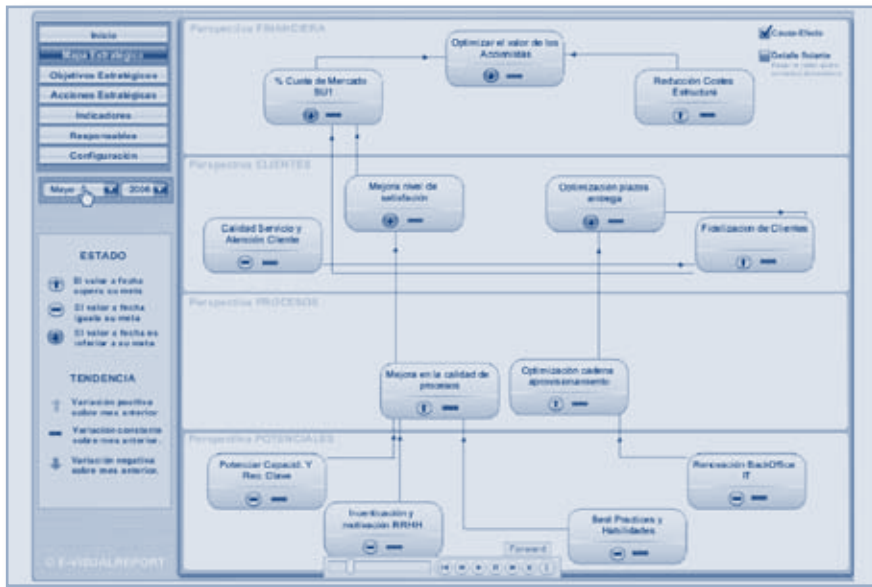 Inicio
Mapa Estratégico
Objetivos Estratégicos
Acciones Estratégicas
Indicadores
Responsables
Configuración
Mayo
2006
ESTADO
El valor a fecha
supera su meta
El valor a fecha
iguala su meta
El valor a fecha es
inferior a su meta
TENDENCIA
Variación positiva
sobre mes anterior
Variación constante
sobre mes anterior.
Variación negativa
sobre mes anterior.
© E-VISUALREPORT
Perspectiva FINANCIERA
Optimizar el valor de los
Accionistas
Causa-Efecto
Detalle flotante
% Cuota de Mercado
SU1
Reducción Costes
Estructura
Perspectiva CLIENTES
Mejora nivel de
satisfacción
Optimización plazos
entrega
Calidad Servicio y
Atención Cliente
Fidelización de Clientes
Perspectiva PROCESOS
Mejora en la calidad de
procesos
Optimización cadena
aprovisionamiento
Perspectiva POTENCIALES
Potenciar Capacid. Y
Rec. Clave
Renovación BackOffice
IT
Incentivación y
motivación RRHH
Best Practices y
Habilidades
Forward